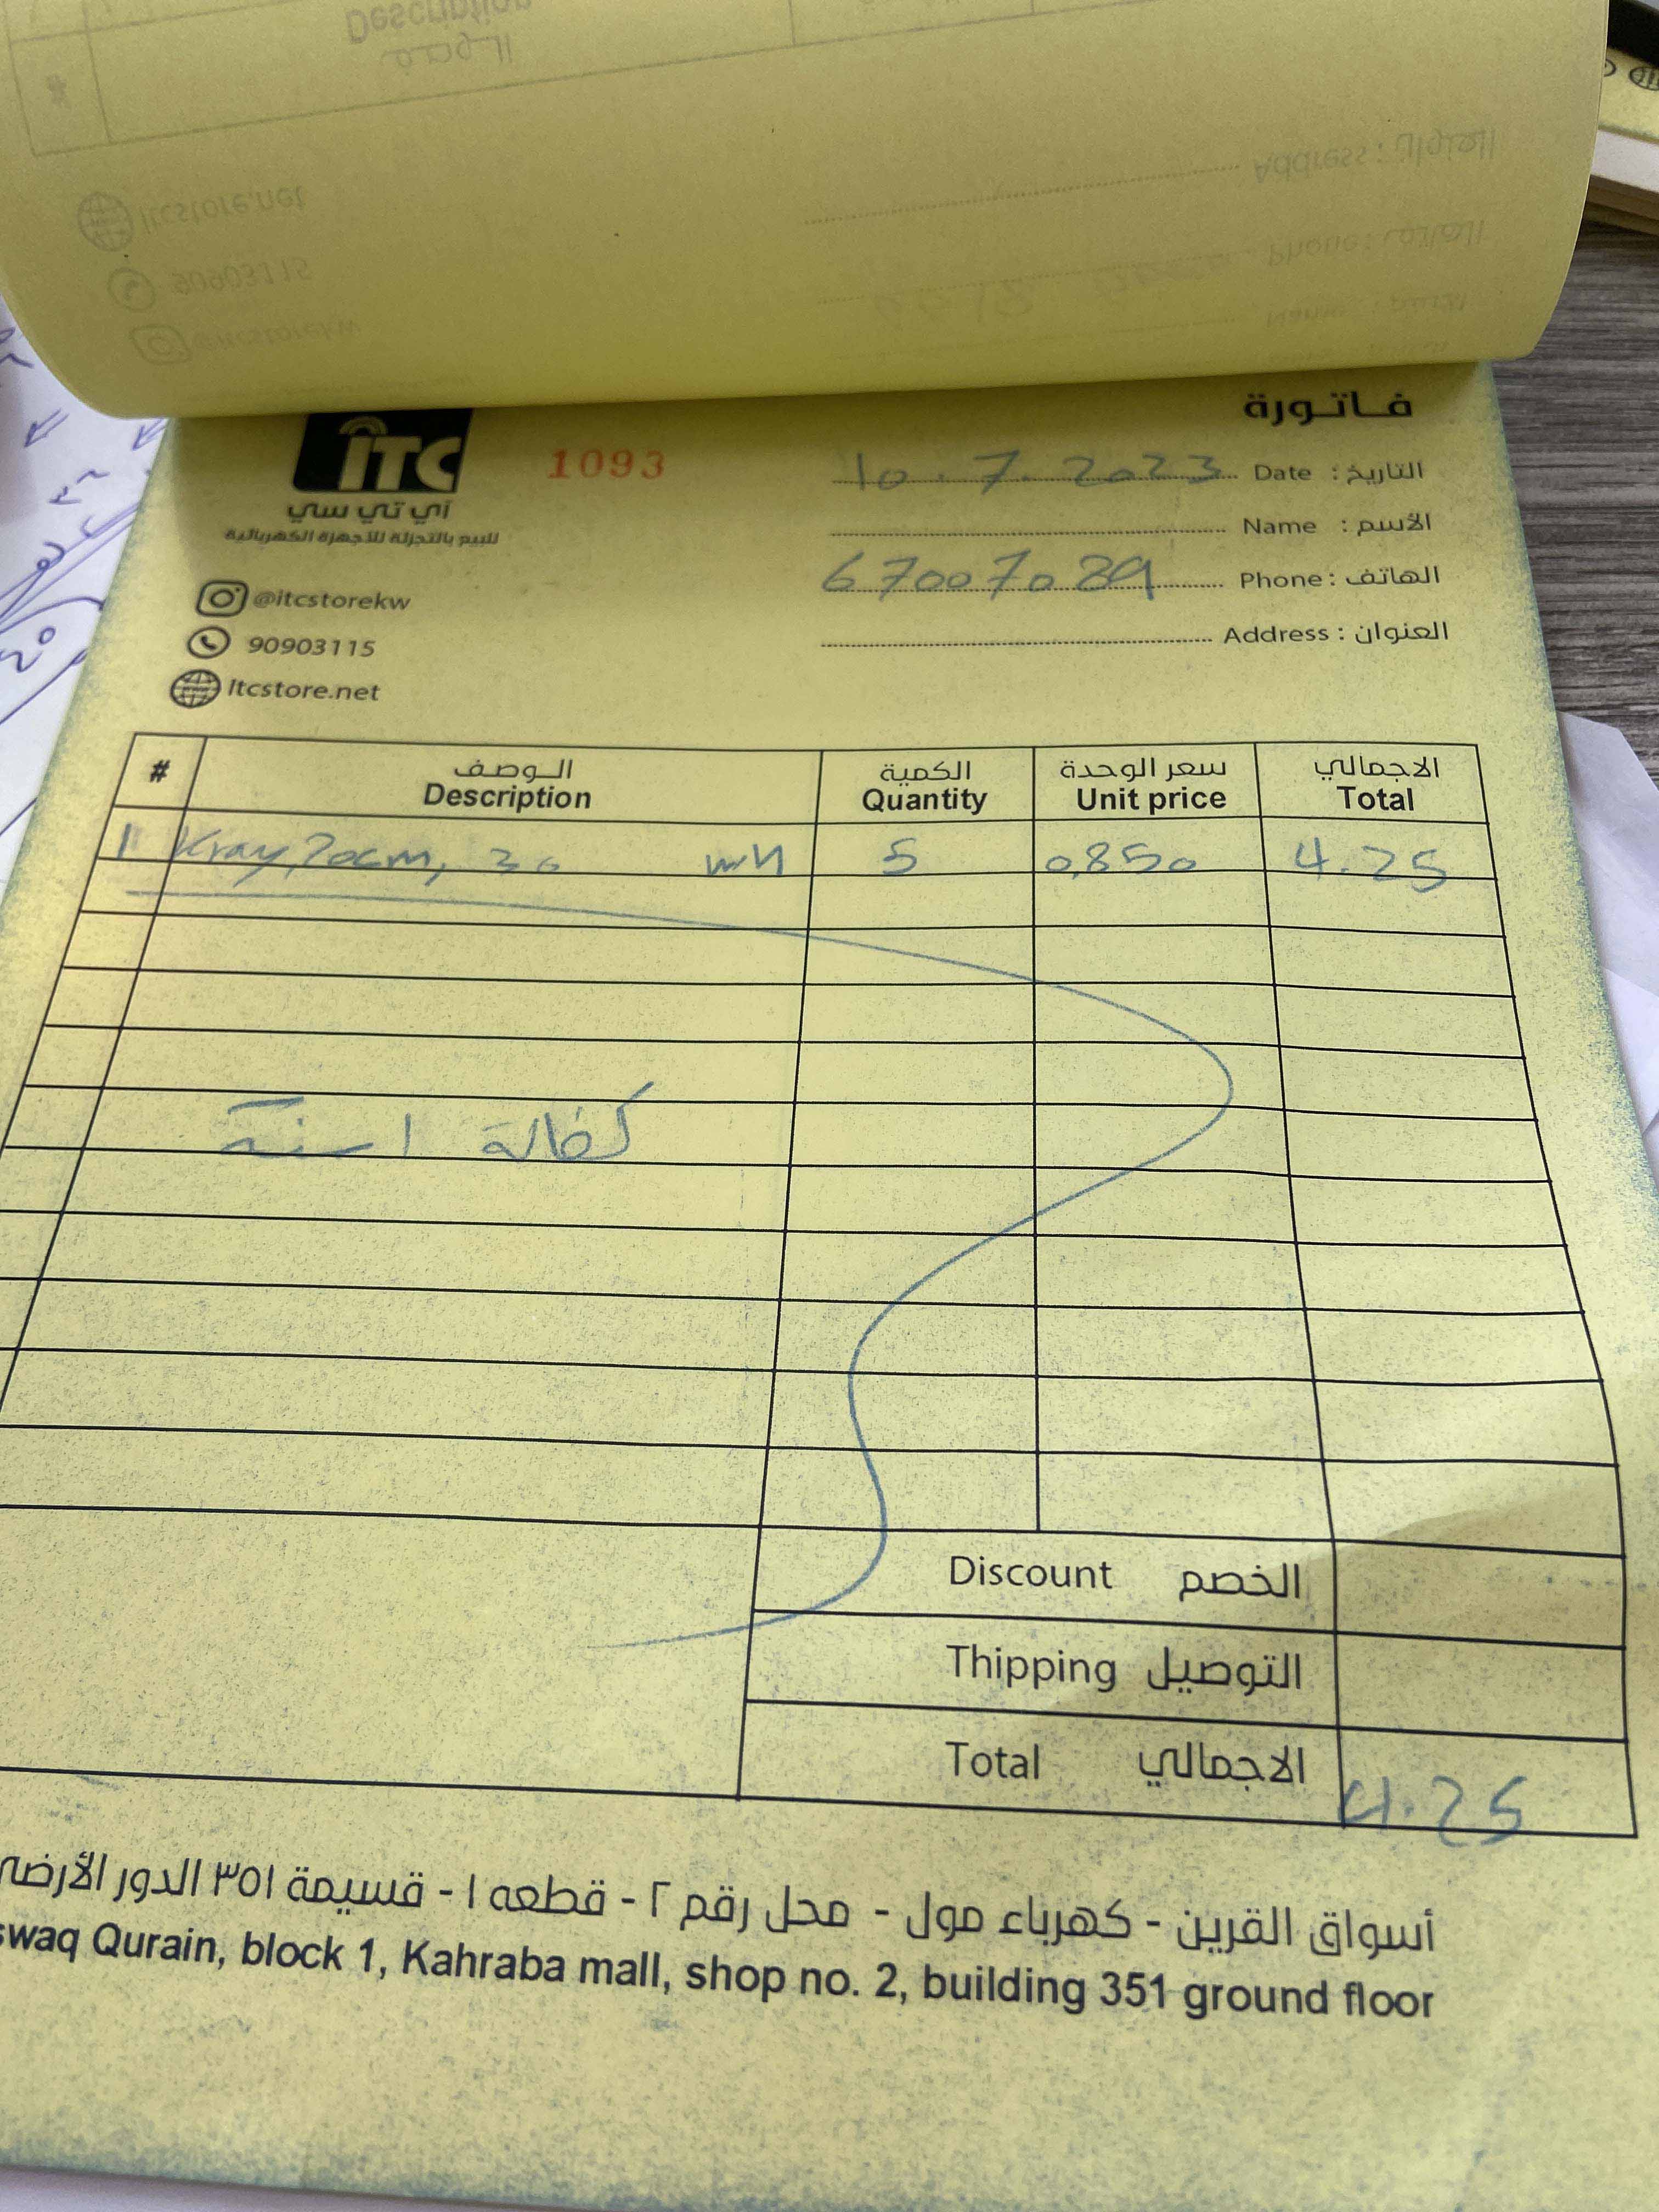 فاتورة
iTC
آي تي سي
للبيع بالتجزئة للأجهزة الكهربائية
1093
التاريخ: Date 10.7.2023
الأسم: Name
الهاتف: Phone 67007089
العنوان: Address
@itcstorekw
90903115
Itcstore.net
# الوصف الكمية سعر الوحدة الاجمالي
Description Quantity Unit price Total
1 5 0,850 4.25
كفالة ١ سنة
Discount الخصم
Thipping التوصيل
Total الاجمالي 4.25
أسواق القرين - كهرباء مول - محل رقم ٢ - قطعه ١ - قسيمة ٣٥١ الدور الأرضي
swaq Qurain, block 1, Kahraba mall, shop no. 2, building 351 ground floor